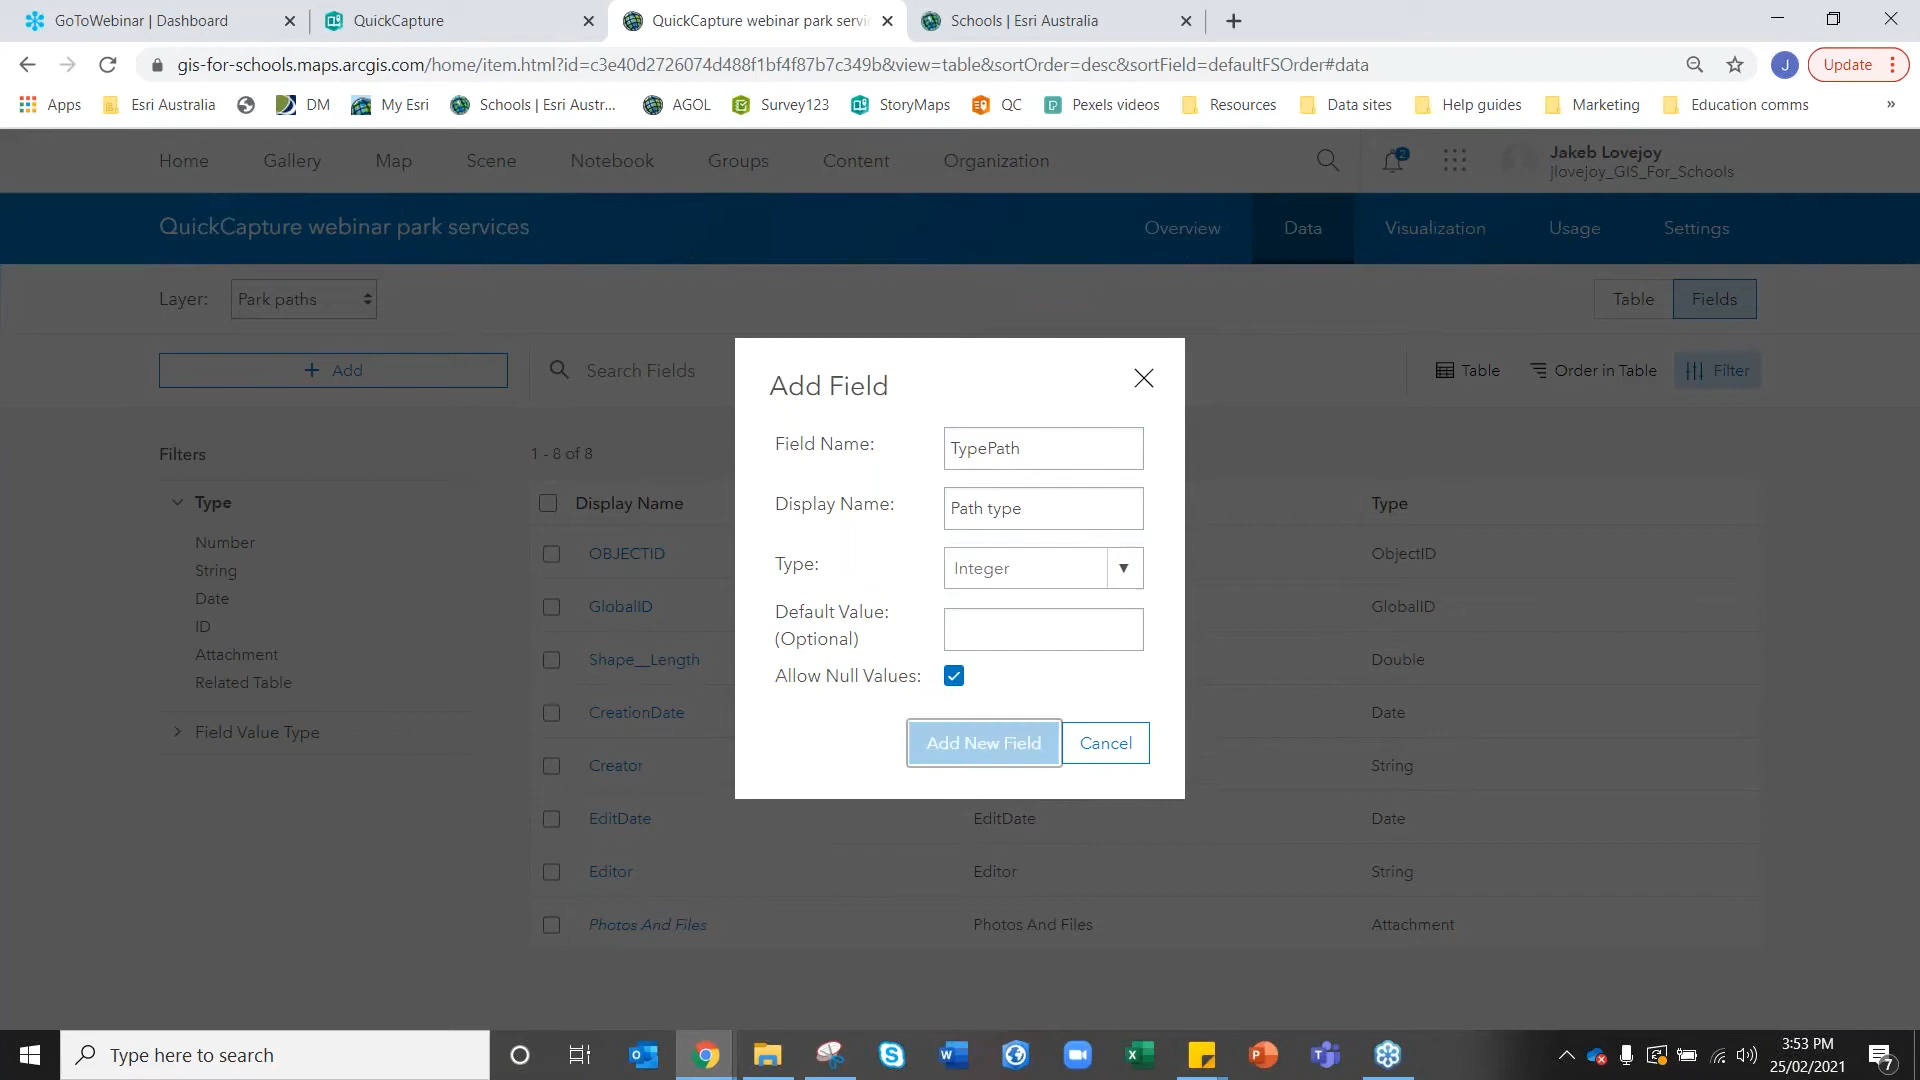 GoToWebinar | Dashboard
QuickCapture
QuickCapture webinar park servi
Schools | Esri Australia
gis-for-schools.maps.arcgis.com/home/item.html?id=c3e40d2726074d488f1bf4f87b7c349b&view=table&sortOrder=desc&sortField=defaultFSOrder#data
J
Update
Apps
Esri Australia
DM
My Esri
Schools | Esri Austr...
AGOL
Survey123
StoryMaps
QC
Pexels videos
Resources
Data sites
Help guides
Marketing
Education comms
»
Home
Gallery
Map
Scene
Notebook
Groups
Content
Organization
2
Jakeb Lovejoy
jlovejoy_GIS_For_Schools
QuickCapture webinar park services
Overview
Data
Visualization
Usage
Settings
Layer:
Park paths
Table
Fields
+ Add
Search Fields
Table
Order in Table
Filter
Filters
1 - 8 of 8
Type
Number
String
Date
ID
Attachment
Related Table
Field Value Type
Display Name
Type
OBJECTID
ObjectID
GlobalID
GlobalID
Shape__Length
Double
CreationDate
Date
Creator
String
EditDate
EditDate
Date
Editor
Editor
String
Photos And Files
Photos And Files
Attachment
Add Field
Field Name:
TypePath
Display Name:
Path type
Type:
Integer
Default Value:
(Optional)
Allow Null Values:
Add New Field
Cancel
Type here to search
3:53 PM
25/02/2021
7